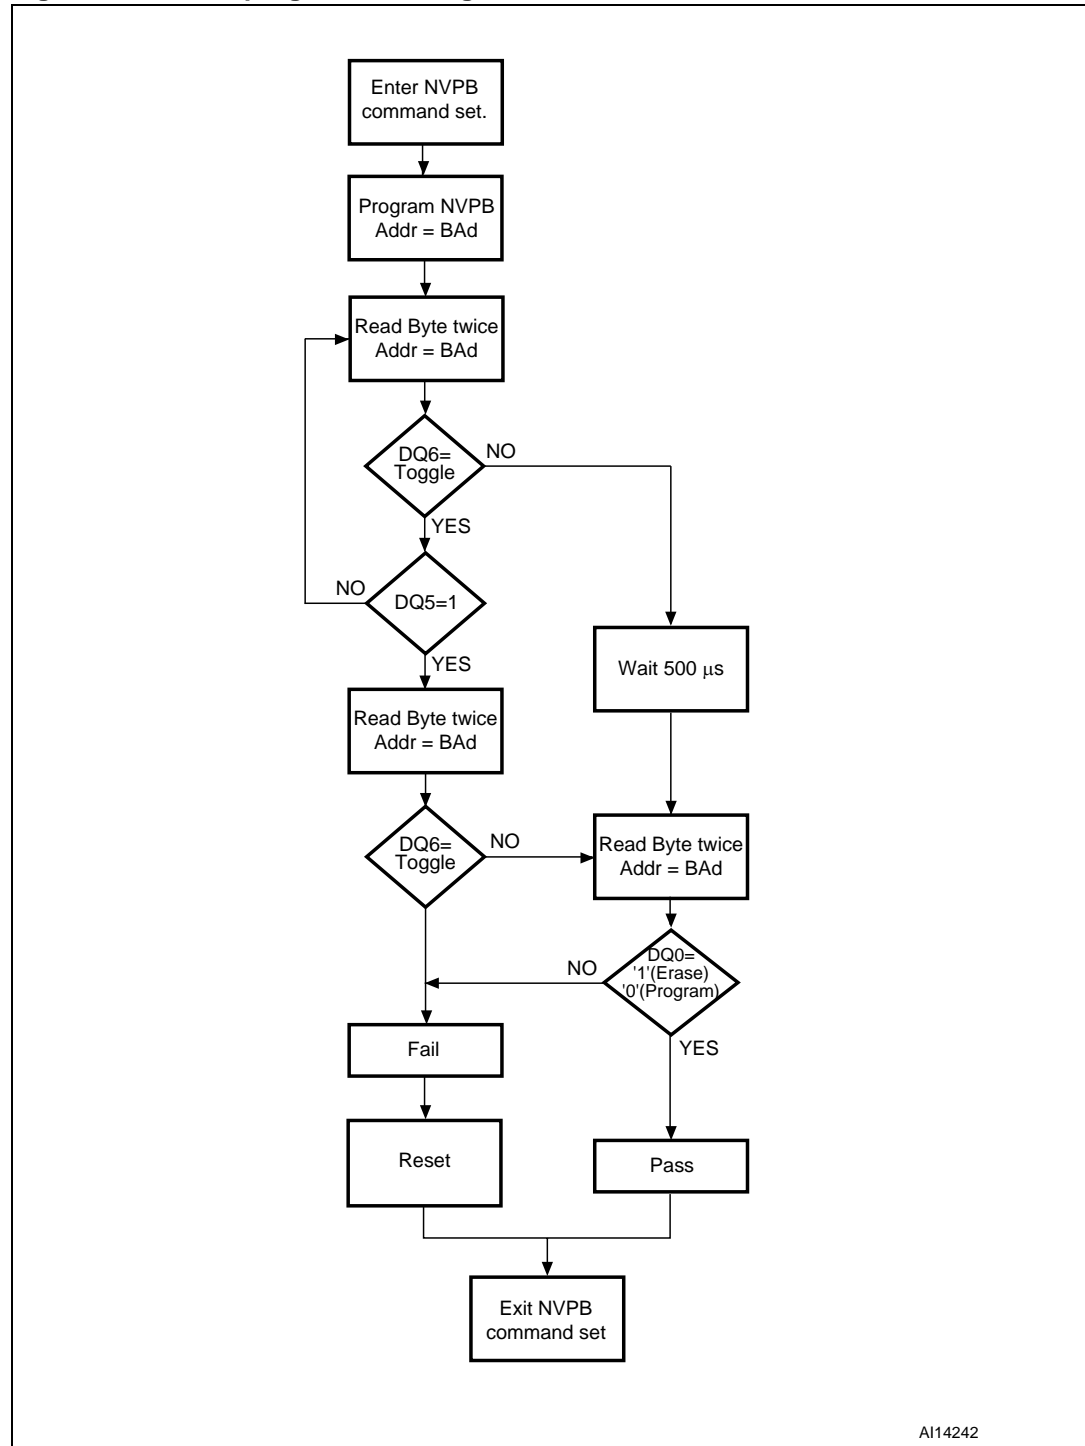 Enter NVPB
command set.
Program NVPB
Addr = BAd
Read Byte twice
Addr = BAd
DQ6=
Toggle
NO
YES
NO
DQ5=1
YES
Wait 500 μs
Read Byte twice
Addr = BAd
DQ6=
Toggle
NO
Read Byte twice
Addr = BAd
DQ0=
'1'(Erase)
'0'(Program)
NO
YES
Fail
Reset
Pass
Exit NVPB
command set
AI14242